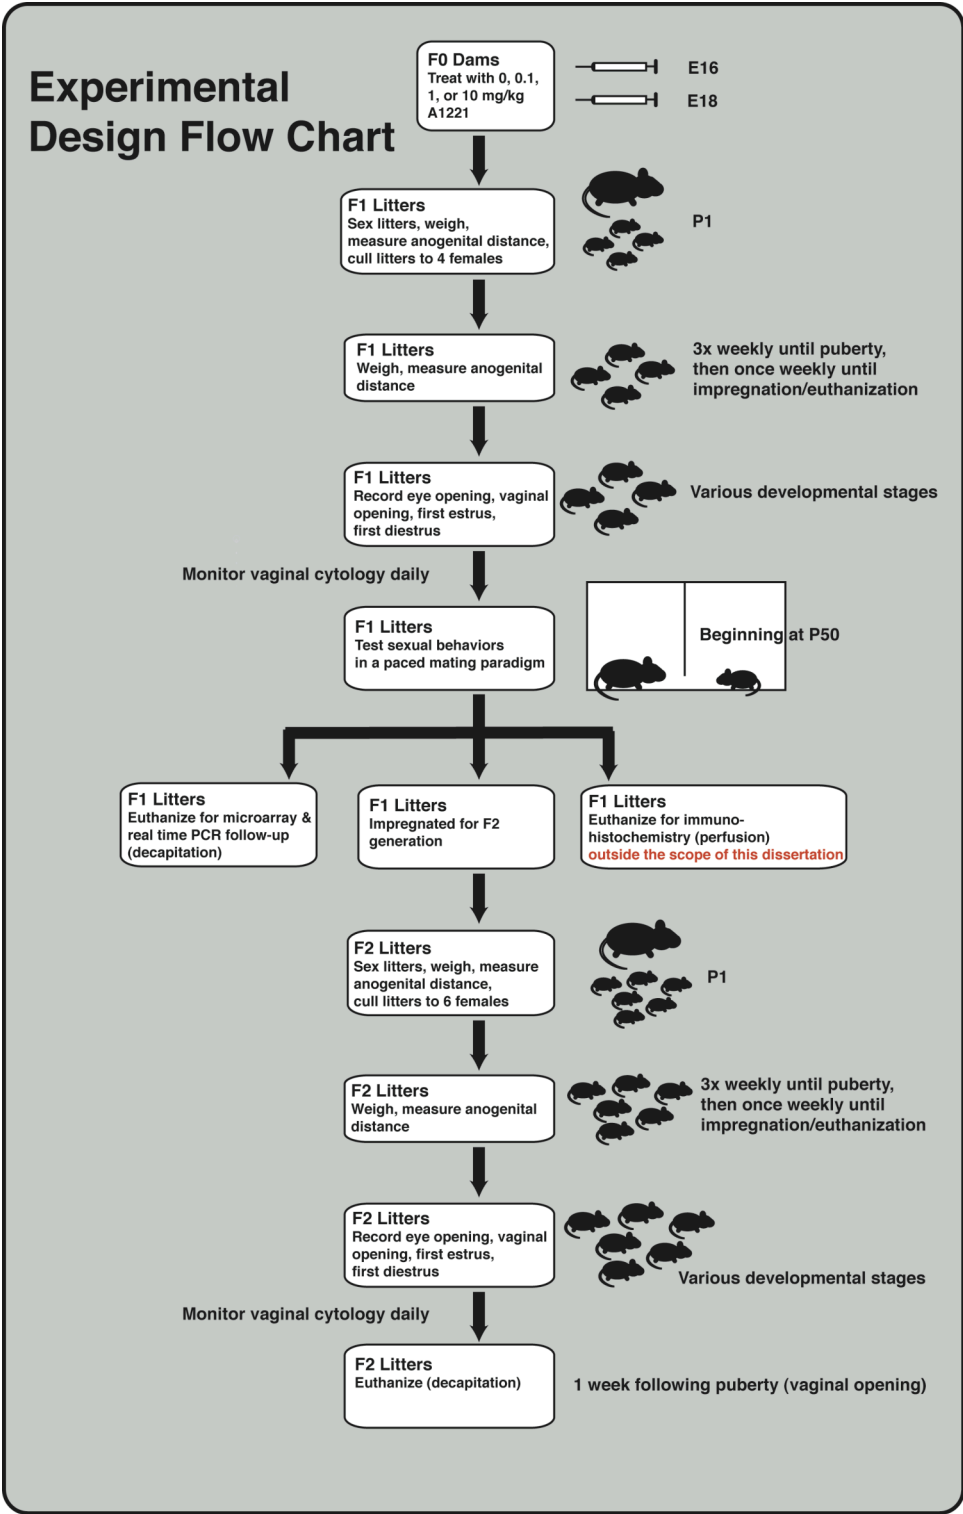 Experimental
Design Flow Chart
F0 Dams
Treat with 0, 0.1,
1, or 10 mg/kg
A1221
E16
E18
F1 Litters
Sex litters, weigh,
measure anogenital distance,
cull litters to 4 females
P1
F1 Litters
Weigh, measure anogenital
distance
3x weekly until puberty,
then once weekly until
impregnation/euthanization
F1 Litters
Record eye opening, vaginal
opening, first estrus,
first diestrus
Various developmental stages
Monitor vaginal cytology daily
F1 Litters
Test sexual behaviors
in a paced mating paradigm
Beginning at P50
F1 Litters
Euthanize for microarray &
real time PCR follow-up
(decapitation)
F1 Litters
Impregnated for F2
generation
F1 Litters
Euthanize for immuno-
histochemistry (perfusion)
outside the scope of this dissertation
F2 Litters
Sex litters, weigh, measure
anogenital distance,
cull litters to 6 females
P1
F2 Litters
Weigh, measure anogenital
distance
3x weekly until puberty,
then once weekly until
impregnation/euthanization
F2 Litters
Record eye opening, vaginal
opening, first estrus,
first diestrus
Various developmental stages
Monitor vaginal cytology daily
F2 Litters
Euthanize (decapitation)
1 week following puberty (vaginal opening)